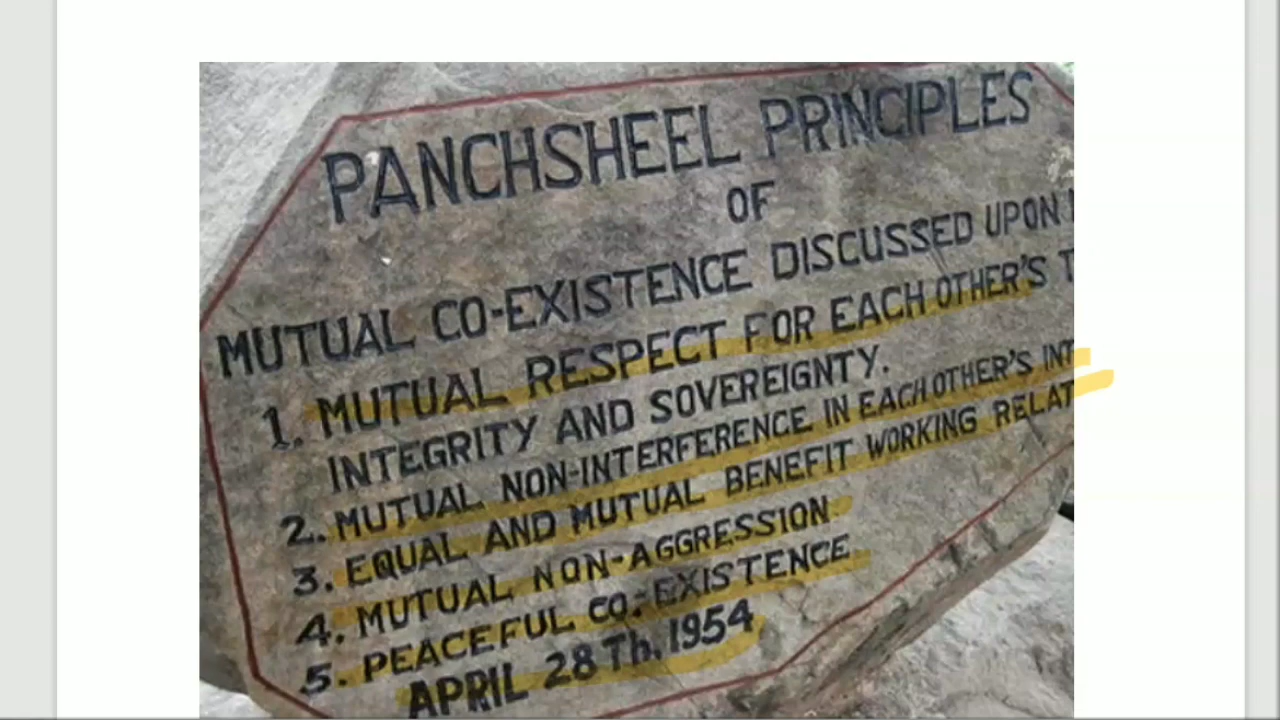 PANCHSHEEL PRINCIPLES
OF
MUTUAL CO-EXISTENCE DISCUSSED UPON
1. MUTUAL RESPECT FOR EACH OTHER'S T
INTEGRITY AND SOVEREIGNTY.
2. MUTUAL NON-INTERFERENCE IN EACH OTHER'S INT
3. EQUAL AND MUTUAL BENEFIT WORKING RELAT
4. MUTUAL NON-AGGRESSION
5. PEACEFUL CO-EXISTENCE
APRIL 28Th. 1954